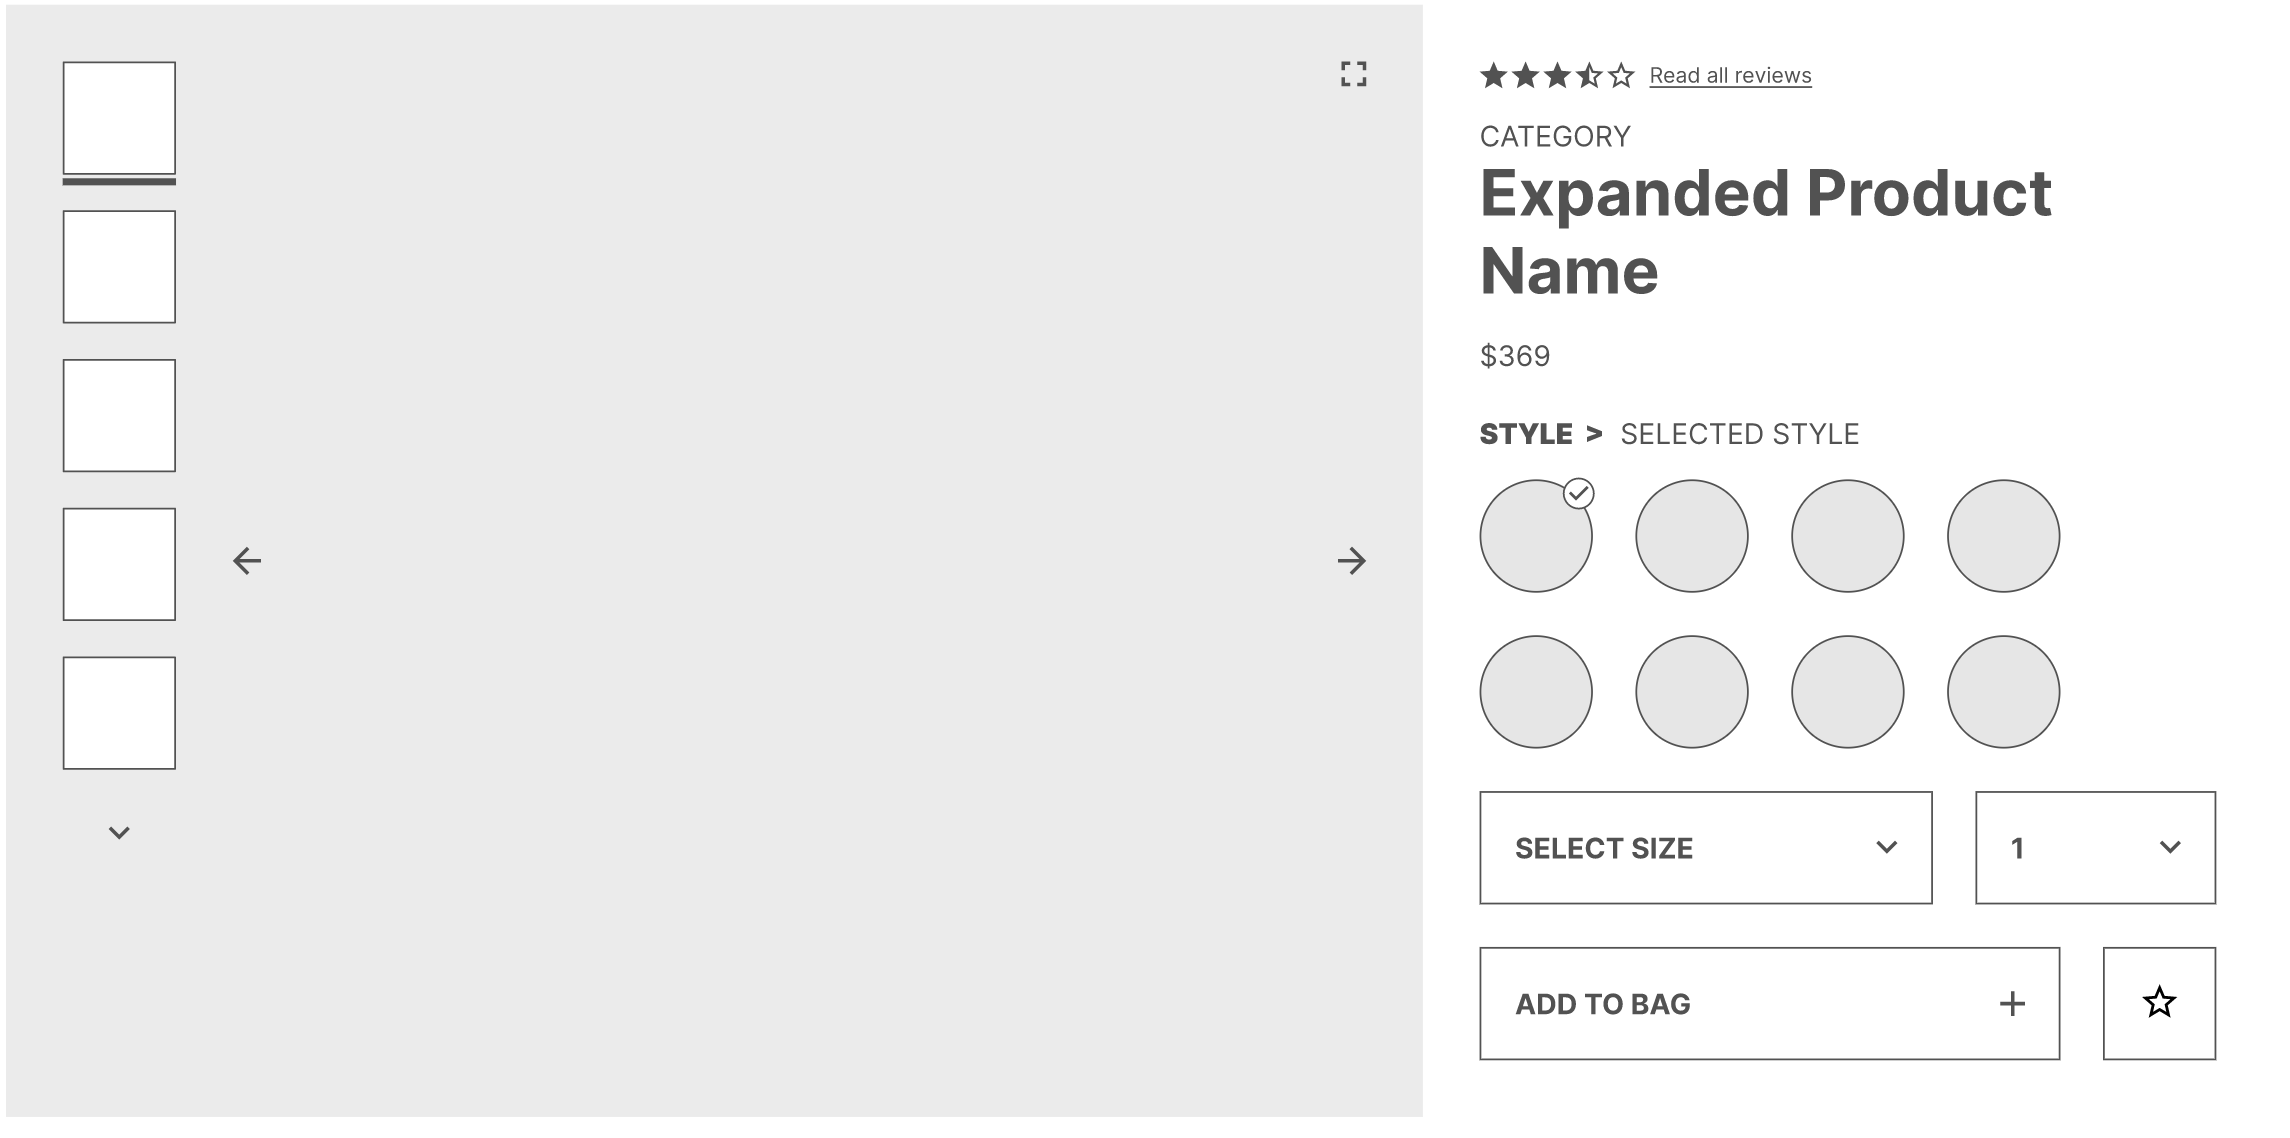 Read all reviews
CATEGORY
Expanded Product
Name
$369
STYLE > SELECTED STYLE
SELECT SIZE
1
ADD TO BAG